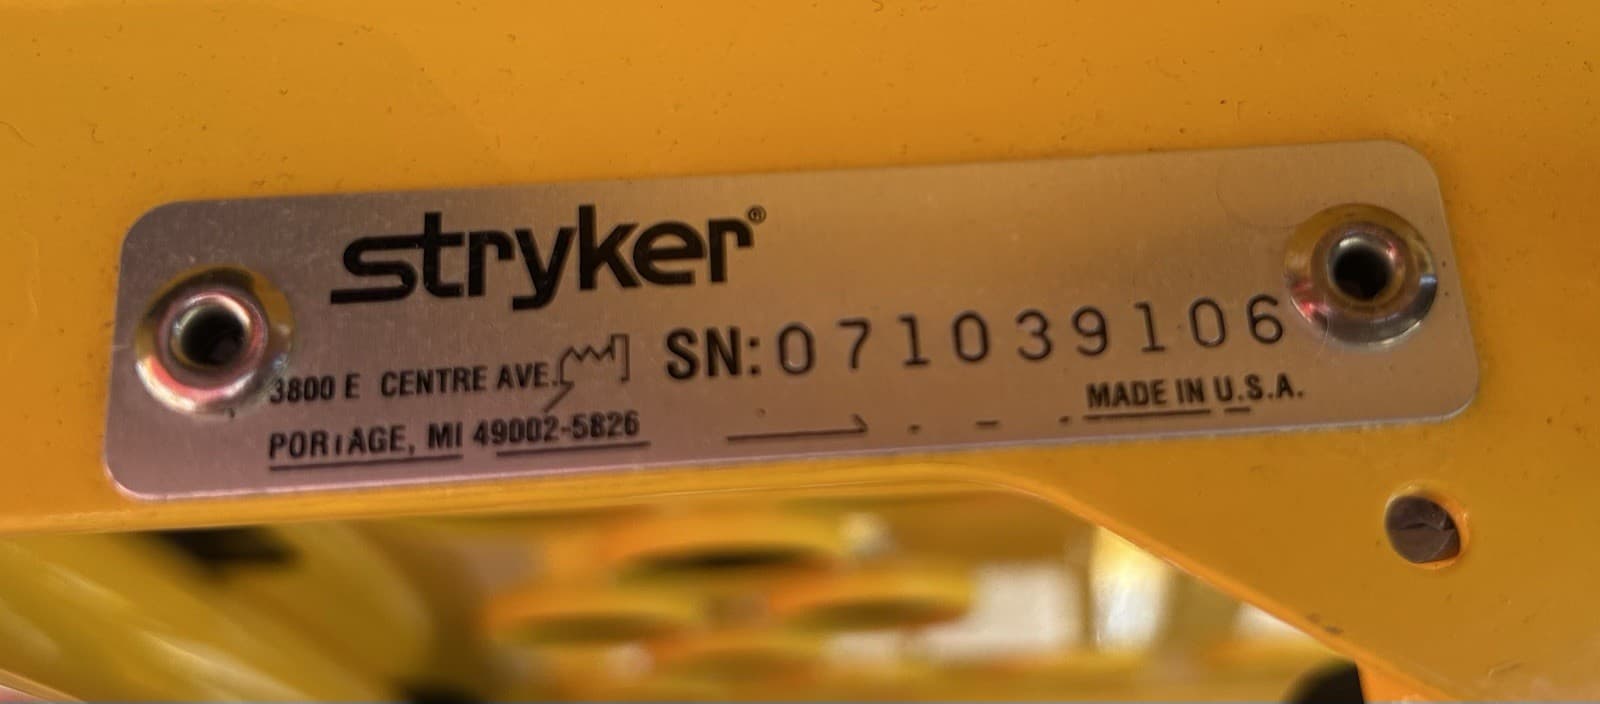 stryker®
3800 E CENTRE AVE.
SN: 071039106
PORTAGE, MI 49002-5826
MADE IN U.S.A.